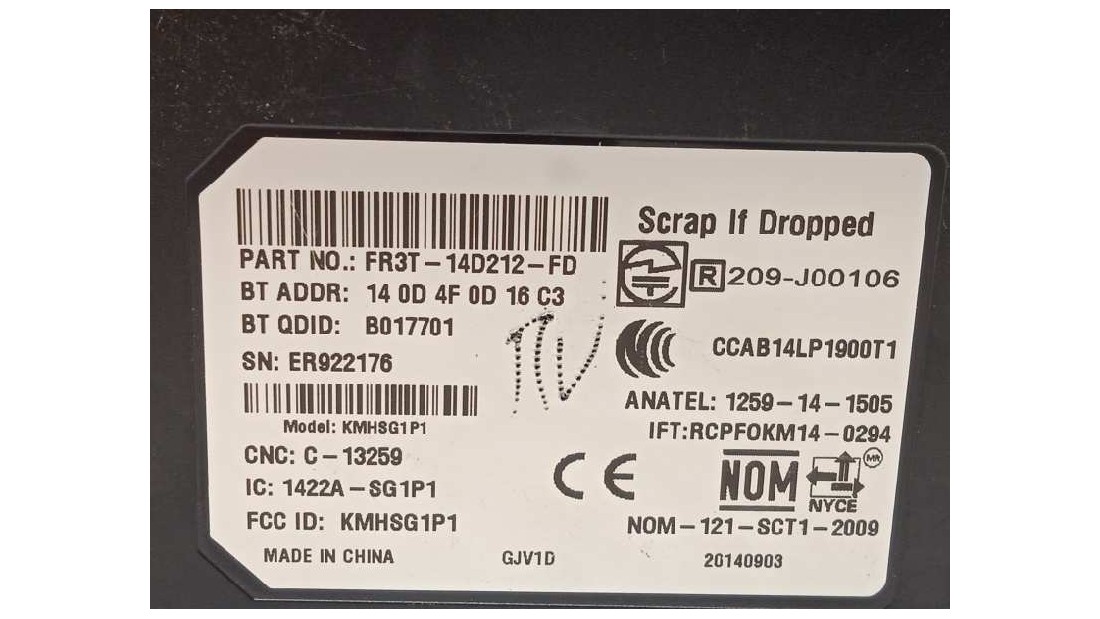 Scrap If Dropped
PART NO.: FR3T-14D212-FD
R 209-J00106
BT ADDR: 14 0D 4F 0D 16 C3
BT QDID: B017701
CCAB14LP1900T1
SN: ER922176
ANATEL: 1259-14-1505
Model: KMHSG1P1
IFT:RCPFOKM14-0294
CNC: C-13259
CE
NOM
NYCE
IC: 1422A-SG1P1
FCC ID: KMHSG1P1
NOM-121-SCT1-2009
MADE IN CHINA
GJV1D
20140903